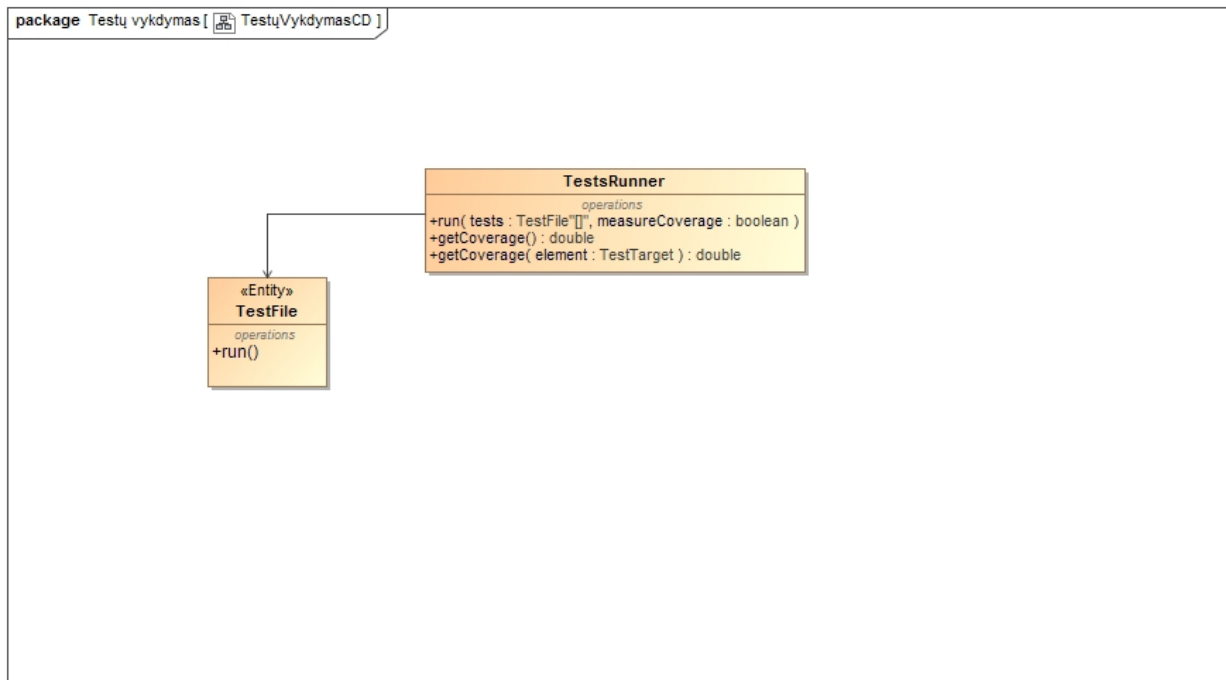 package Testų vykdymas [ TestųVykdymasCD ]
TestsRunner
operations
+run( tests : TestFile"[]", measureCoverage : boolean )
+getCoverage() : double
+getCoverage( element : TestTarget ) : double
«Entity»
TestFile
operations
+run()